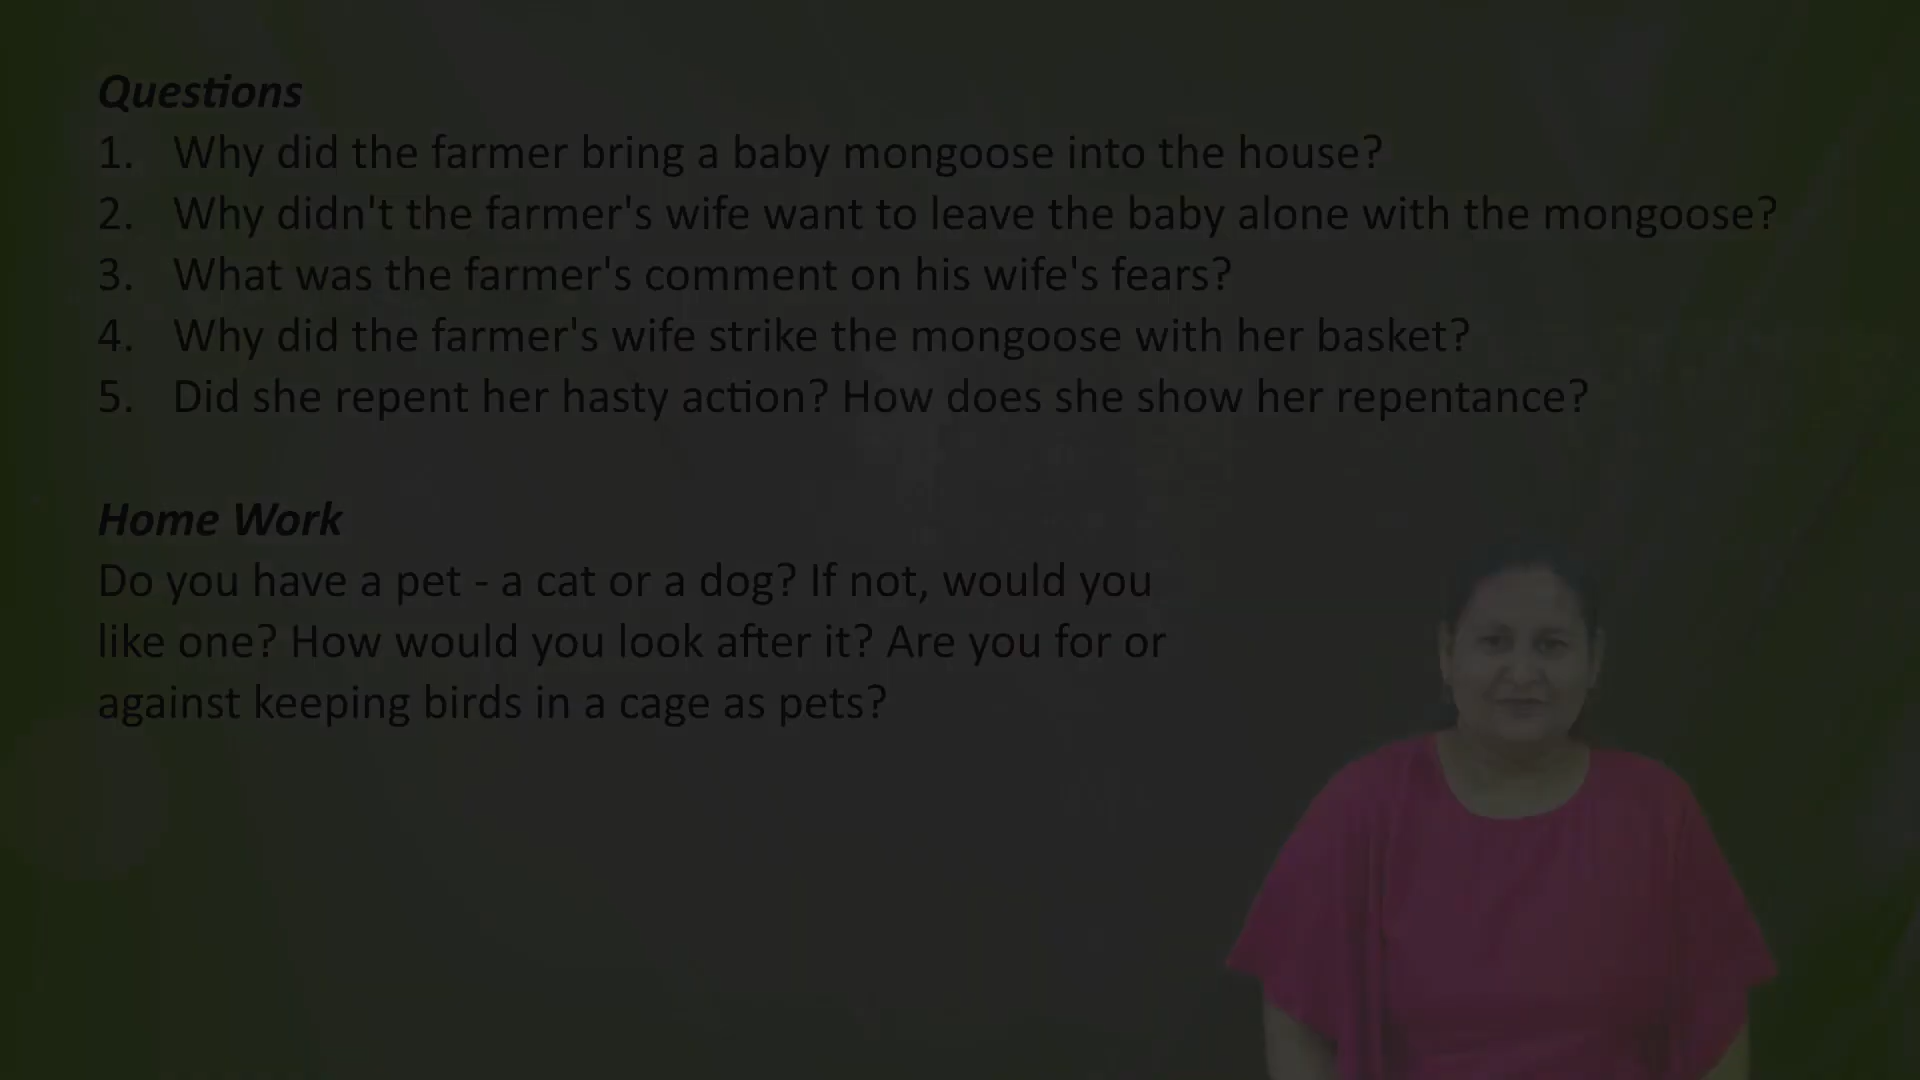 Questions
1. Why did the farmer bring a baby mongoose into the house?
2. Why didn't the farmer's wife want to leave the baby alone with the mongoose?
3. What was the farmer's comment on his wife's fears?
4. Why did the farmer's wife strike the mongoose with her basket?
5. Did she repent her hasty action? How does she show her repentance?
Home Work
Do you have a pet - a cat or a dog? If not, would you
like one? How would you look after it? Are you for or
against keeping birds in a cage as pets?